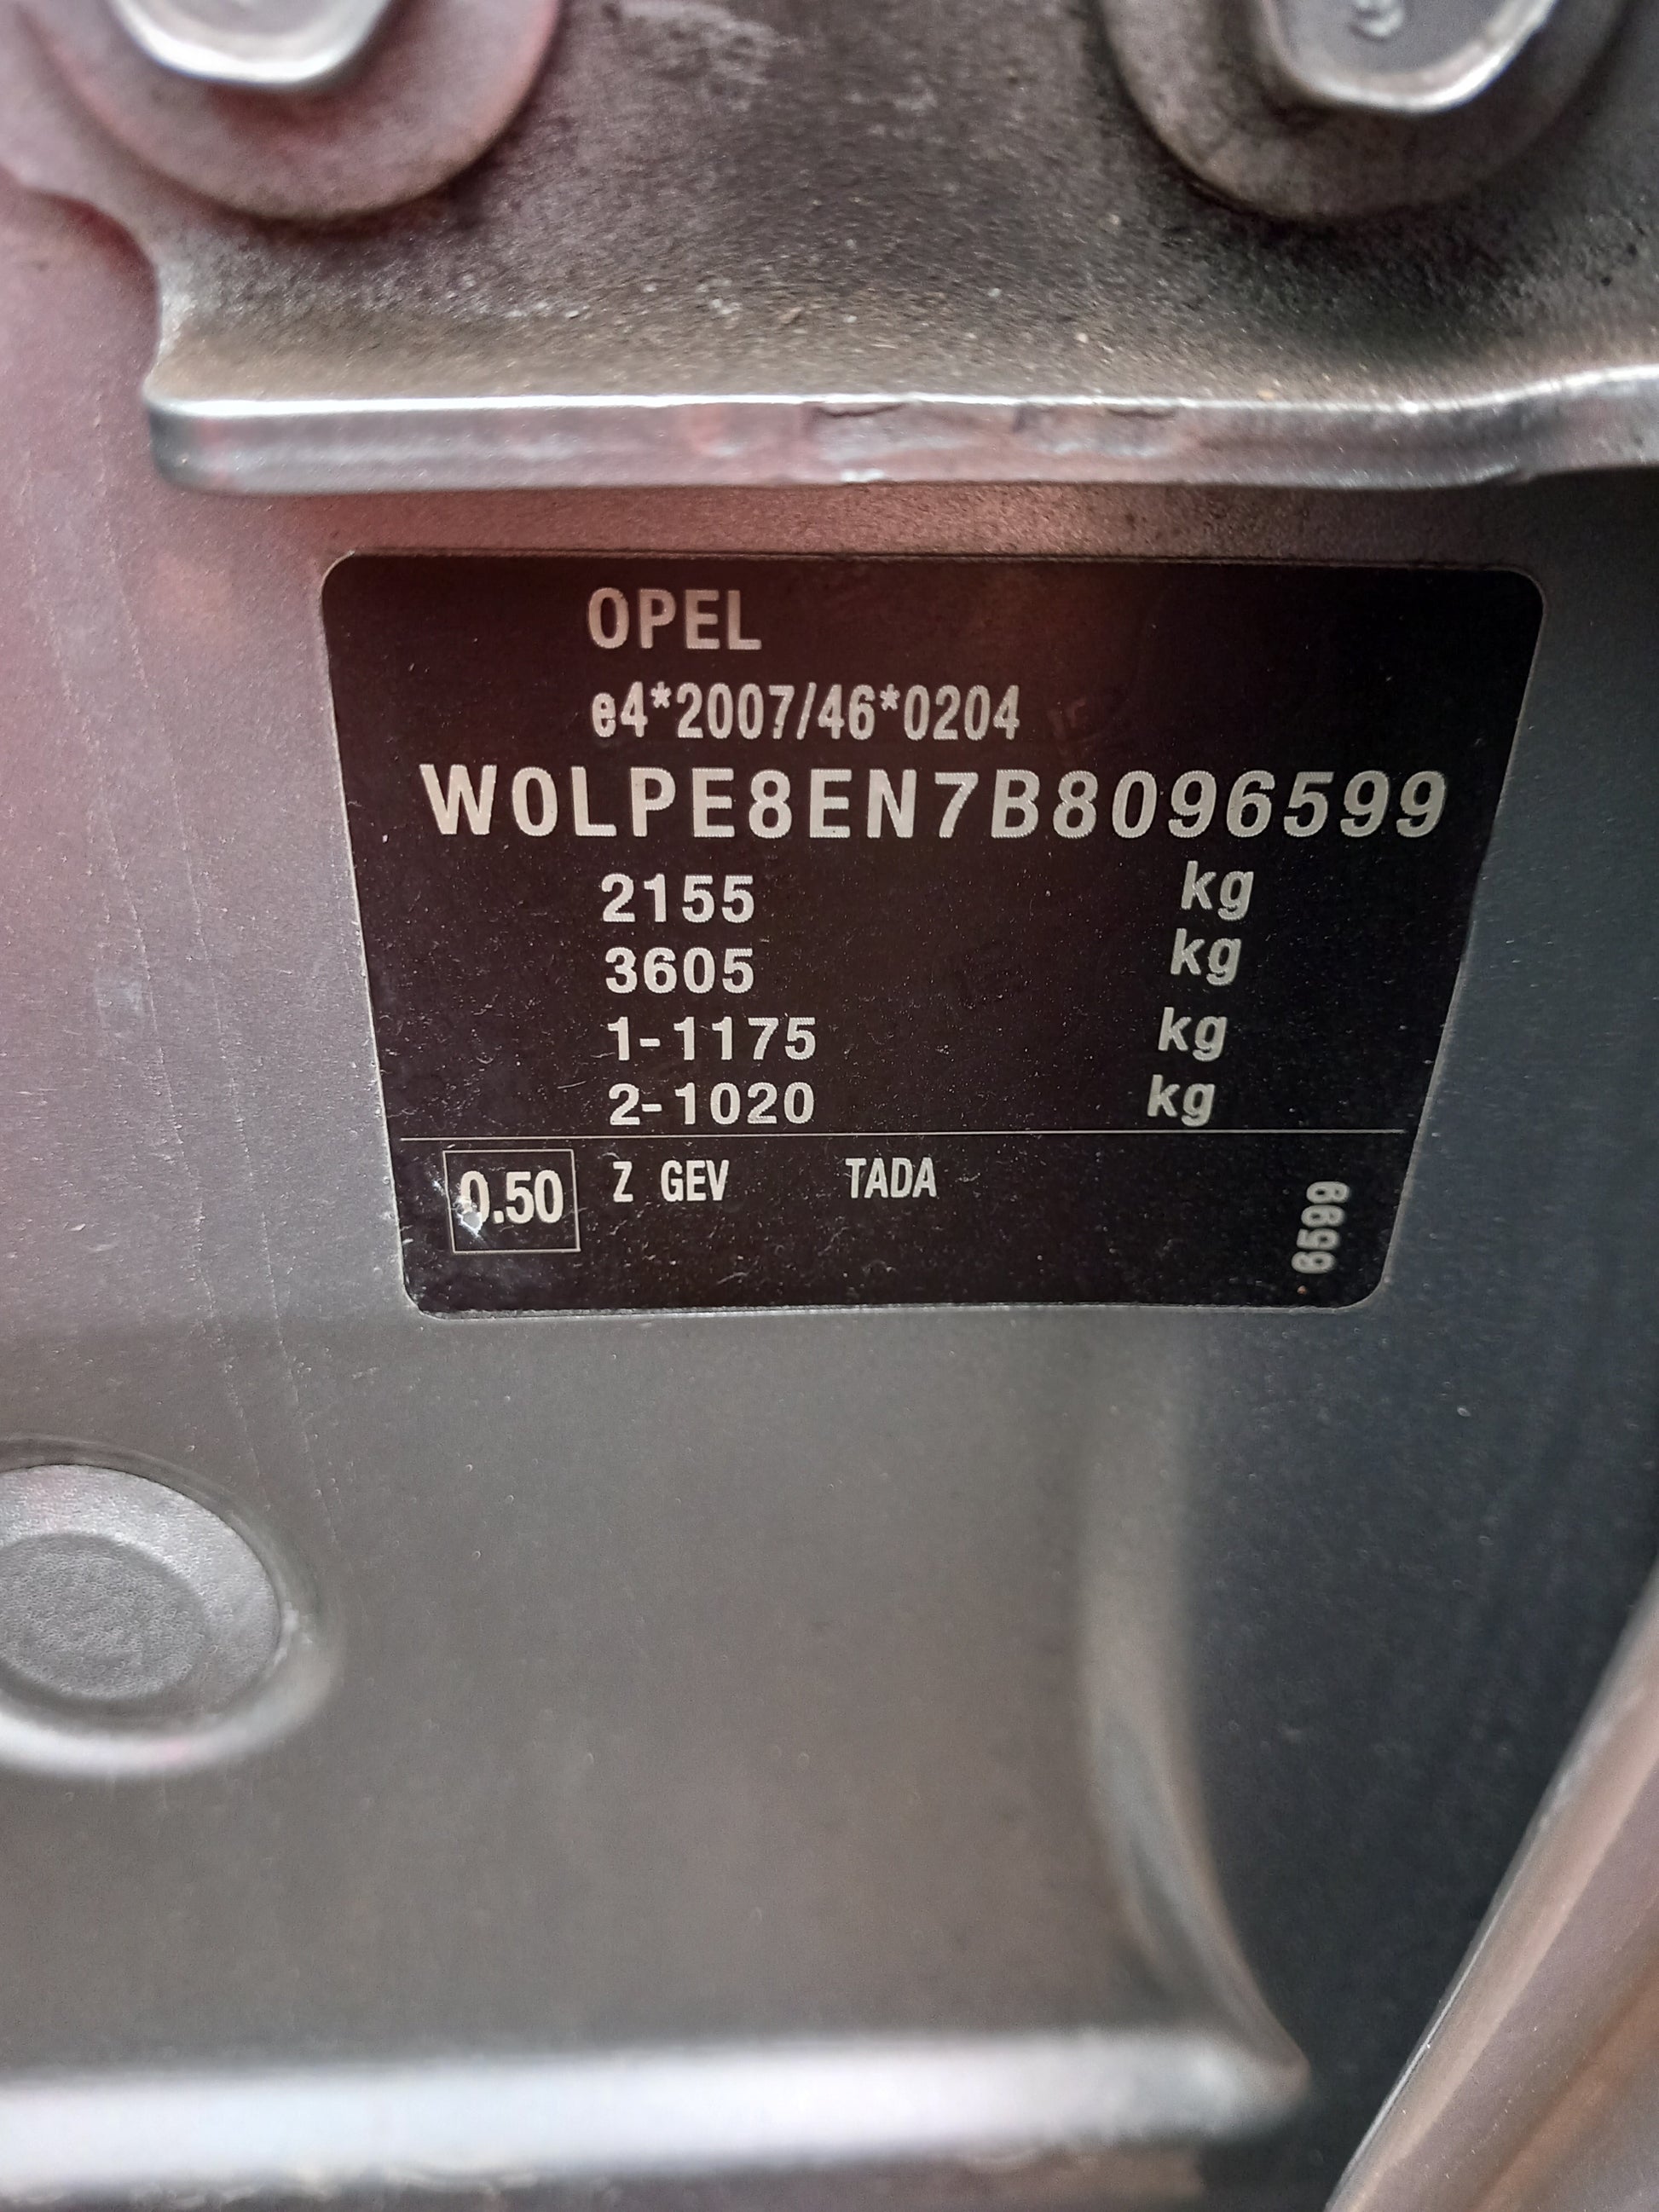 OPEL
e4*2007/46*0204
W0LPE8EN7B8096599
2155 kg
3605 kg
1-1175 kg
2-1020 kg
0.50 Z GEV TADA
6599